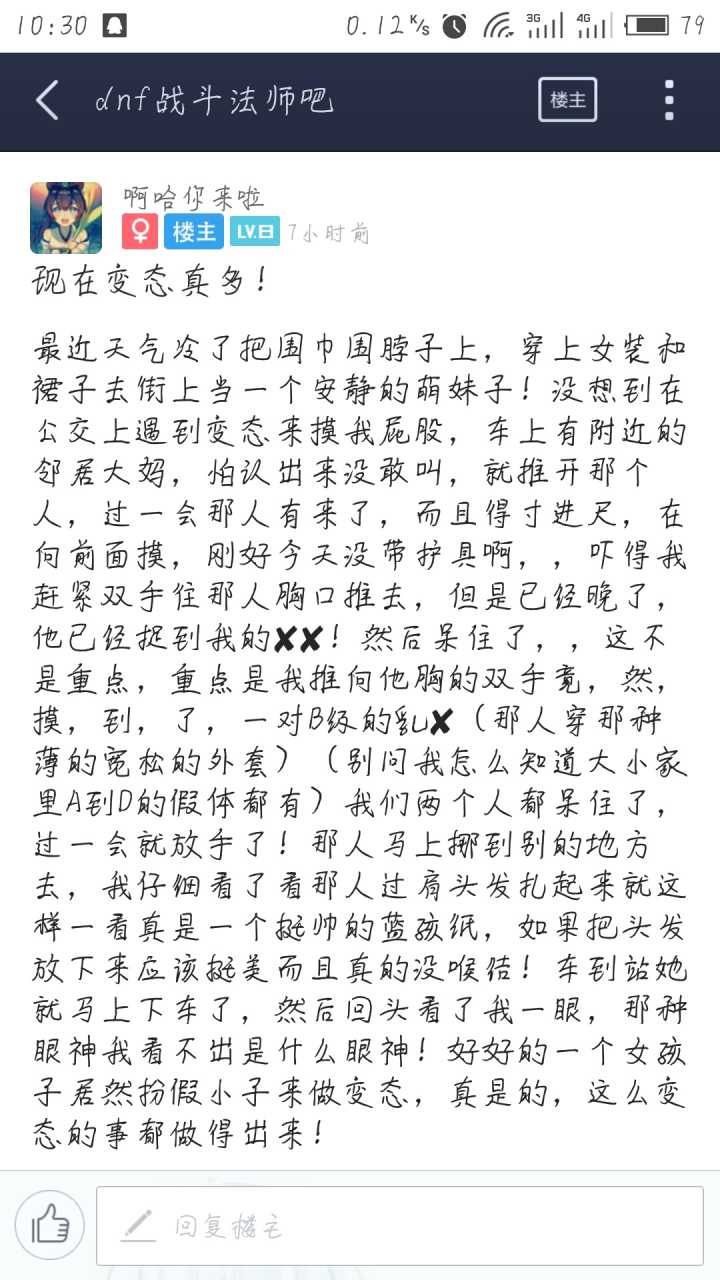 10:30 0.12K/s 3G 4G 79
dnf战斗法师吧 楼主
啊哈你来啦
楼主 LV.日 7小时前
现在变态真多！
最近天气冷了把围巾围脖子上，穿上女装和
裙子去街上当一个安静的萌妹子！没想到在
公交上遇到变态来摸我屁股，车上有附近的
邻居大妈，怕认出来没敢叫，就推开那个
人，过一会那人有来了，而且得寸进尺，在
向前面摸，刚好今天没带护具啊，，吓得我
赶紧双手往那人胸口推去，但是已经晚了，
他已经捉到我的✘✘！然后呆住了，，这不
是重点，重点是我推向他胸的双手竟，然，
摸，到，了，一对B级的乳✘（那人穿那种
薄的宽松的外套）（别问我怎么知道大小家
里A到D的假体都有）我们两个人都呆住了，
过一会就放手了！那人马上挪到别的地方
去，我仔细看了看那人过肩头发扎起来就这
样一看真是一个挺帅的蓝孩纸，如果把头发
放下来应该挺美而且真的没喉结！车到站她
就马上下车了，然后回头看了我一眼，那种
眼神我看不出是什么眼神！好好的一个女孩
子居然扮假小子来做变态，真是的，这么变
态的事都做得出来！
回复楼主